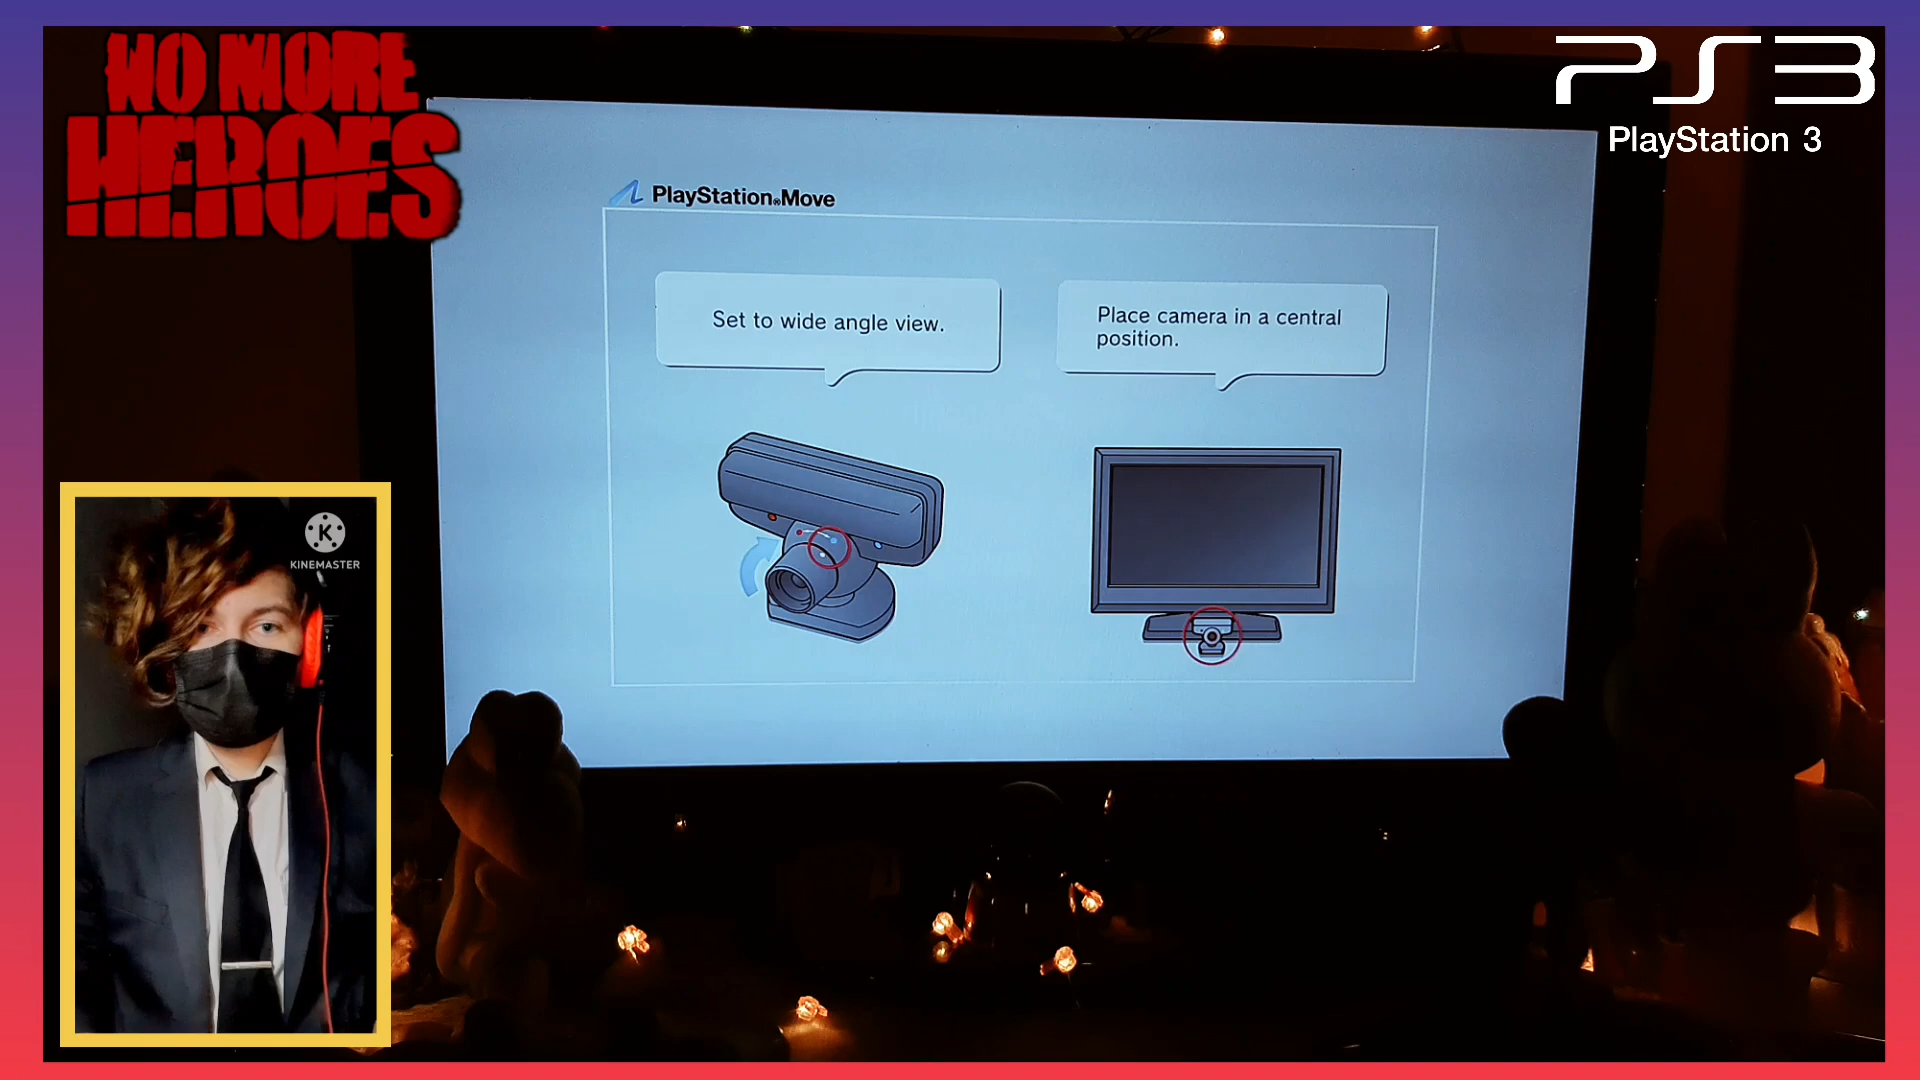 NO MORE
HEROES
PS3
PlayStation 3
PlayStation®Move
Set to wide angle view.
Place camera in a central
position.
K
KINEMASTER